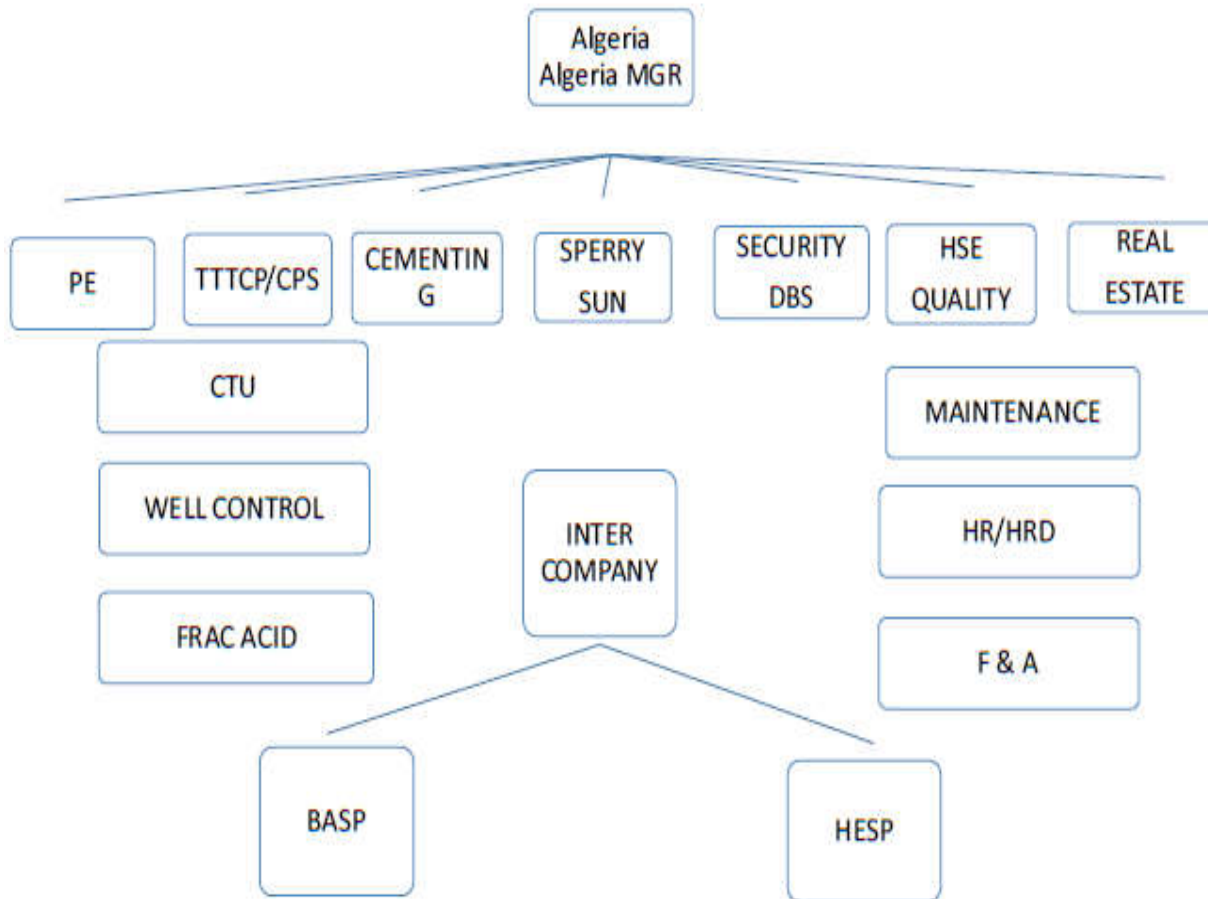 Algeria
Algeria MGR
PE
TTTCP/CPS
CEMENTIN
G
SPERRY
SUN
SECURITY
DBS
HSE
QUALITY
REAL
ESTATE
CTU
MAINTENANCE
WELL CONTROL
INTER
COMPANY
HR/HRD
FRAC ACID
F & A
BASP
HESP